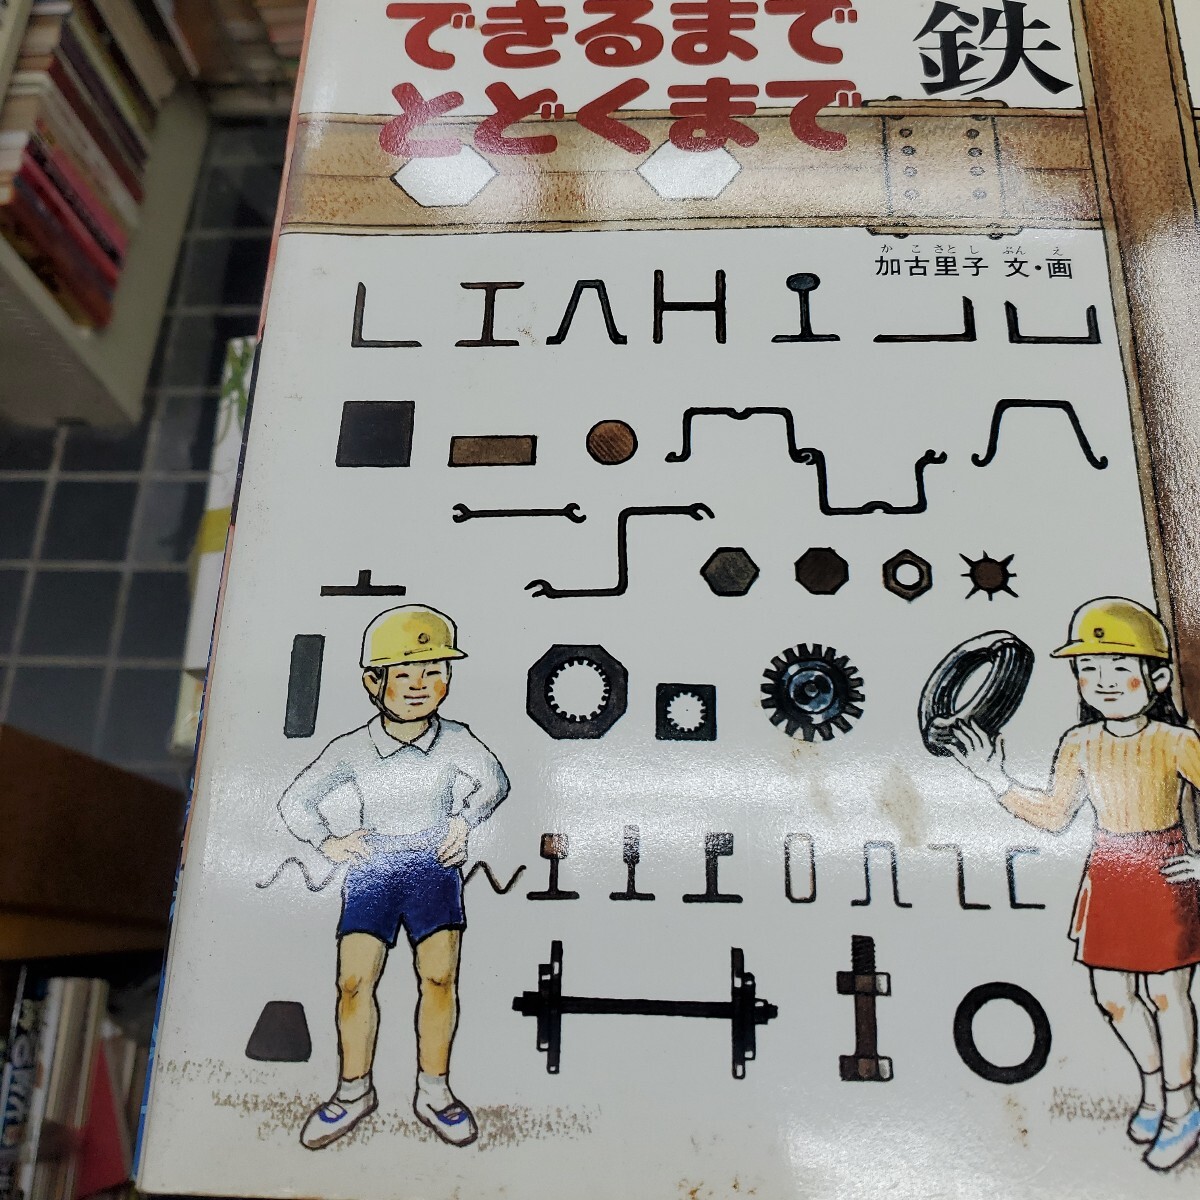 できるまで
とどくまで
鉄
かこさとし ぶん え
加古里子 文・画